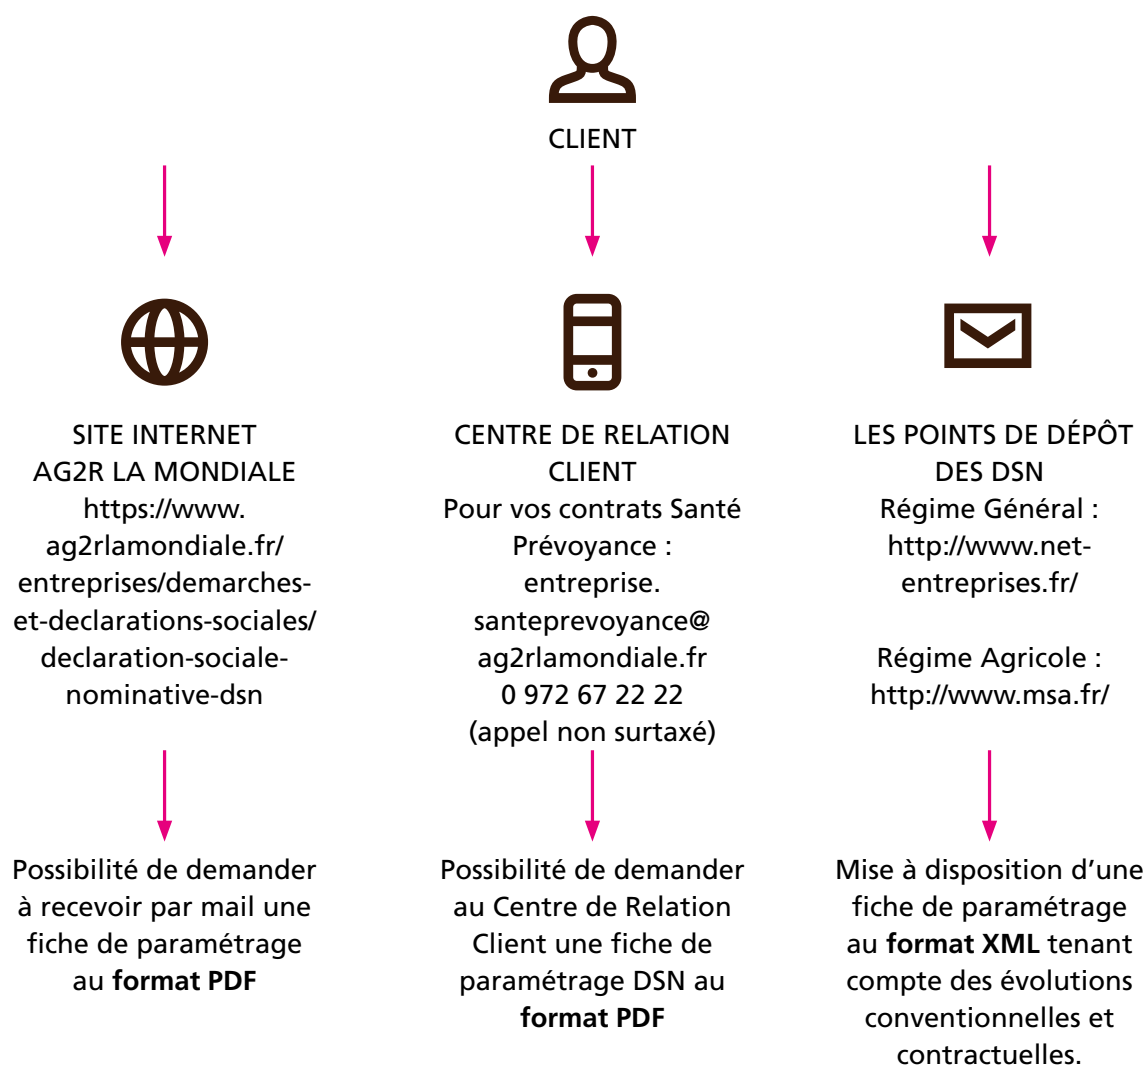 CLIENT
SITE INTERNET
AG2R LA MONDIALE
https://www.
ag2rlamondiale.fr/
entreprises/demarches-
et-declarations-sociales/
declaration-sociale-
nominative-dsn
Possibilité de demander
à recevoir par mail une
fiche de paramétrage
au format PDF
CENTRE DE RELATION
CLIENT
Pour vos contrats Santé
Prévoyance :
entreprise.
santeprevoyance@
ag2rlamondiale.fr
0 972 67 22 22
(appel non surtaxé)
Possibilité de demander
au Centre de Relation
Client une fiche de
paramétrage DSN au
format PDF
LES POINTS DE DÉPÔT
DES DSN
Régime Général :
http://www.net-
entreprises.fr/
Régime Agricole :
http://www.msa.fr/
Mise à disposition d’une
fiche de paramétrage
au format XML tenant
compte des évolutions
conventionnelles et
contractuelles.